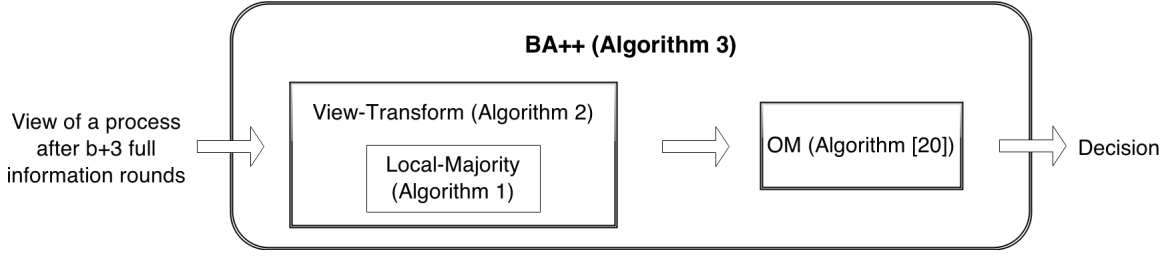 BA++ (Algorithm 3)
View of a process
after b+3 full
information rounds
View-Transform (Algorithm 2)
Local-Majority
(Algorithm 1)
OM (Algorithm [20])
Decision